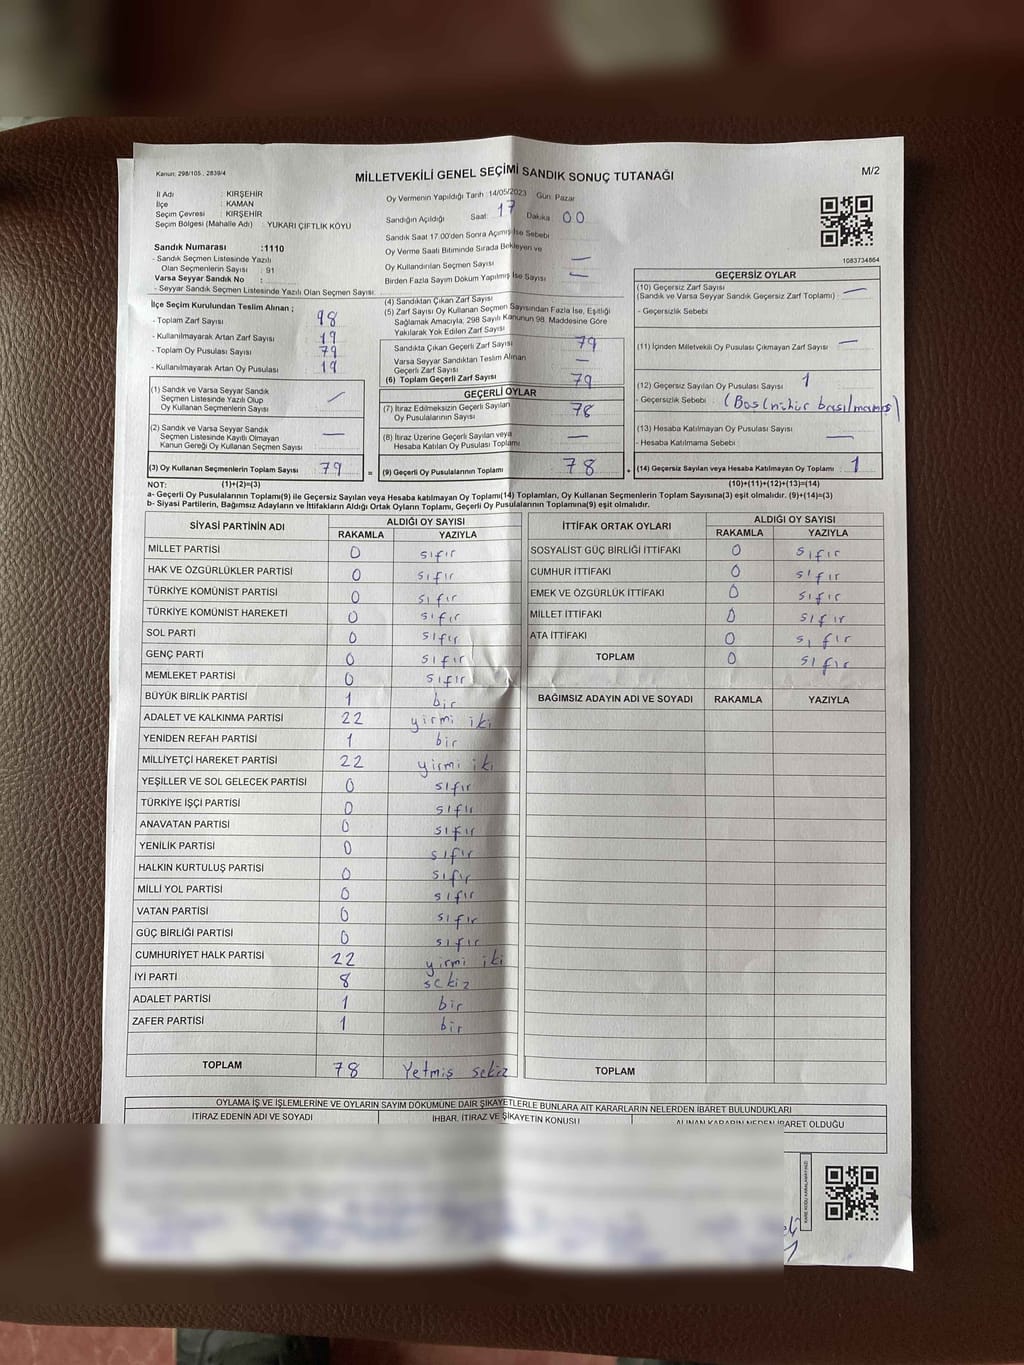 Kanun: 298/105 , 2839/4
MİLLETVEKİLİ GENEL SEÇİMİ SANDIK SONUÇ TUTANAĞI
M/2
İl Adı : KIRŞEHİR
İlçe : KAMAN
Seçim Çevresi : KIRŞEHİR
Seçim Bölgesi (Mahalle Adı) : YUKARI ÇİFTLİK KÖYÜ
Sandık Numarası :1110
- Sandık Seçmen Listesinde Yazılı
Olan Seçmenlerin Sayısı : 91
Varsa Seyyar Sandık No :
- Seyyar Sandık Seçmen Listesinde Yazılı Olan Seçmen Sayısı
Oy Vermenin Yapıldığı Tarih :14/05/2023 Gün: Pazar
Sandığın Açıldığı Saat: 17 Dakika: 00
Sandık Saat 17.00'den Sonra Açılmış İse Sebebi
Oy Verme Saati Bitiminde Sırada Bekleyen ve
Oy Kullandırılan Seçmen Sayısı —
Birden Fazla Sayım Döküm Yapılmış İse Sayısı —
1083734864
İlçe Seçim Kurulundan Teslim Alınan ;
- Toplam Zarf Sayısı 98
- Kullanılmayarak Artan Zarf Sayısı 19
- Toplam Oy Pusulası Sayısı 79
- Kullanılmayarak Artan Oy Pusulası 19
(1) Sandık ve Varsa Seyyar Sandık
Seçmen Listesinde Yazılı Olup
Oy Kullanan Seçmenlerin Sayısı —
(2) Sandık ve Varsa Seyyar Sandık
Seçmen Listesinde Kayıtlı Olmayan
Kanun Gereği Oy Kullanan Seçmen Sayısı —
(3) Oy Kullanan Seçmenlerin Toplam Sayısı 79 =
(4) Sandıktan Çıkan Zarf Sayısı
(5) Zarf Sayısı Oy Kullanan Seçmen Sayısından Fazla İse, Eşitliği
Sağlamak Amacıyla, 298 Sayılı Kanunun 98. Maddesine Göre
Yakılarak Yok Edilen Zarf Sayısı
Sandıkta Çıkan Geçerli Zarf Sayısı 79
Varsa Seyyar Sandıktan Teslim Alınan
Geçerli Zarf Sayısı —
(6) Toplam Geçerli Zarf Sayısı 79
GEÇERLİ OYLAR
(7) İtiraz Edilmeksizin Geçerli Sayılan
Oy Pusulalarının Sayısı 78
(8) İtiraz Üzerine Geçerli Sayılan veya
Hesaba Katılan Oy Pusulası Toplamı —
(9) Geçerli Oy Pusulalarının Toplamı 78 +
GEÇERSİZ OYLAR
(10) Geçersiz Zarf Sayısı —
(Sandık ve Varsa Seyyar Sandık Geçersiz Zarf Toplamı)
- Geçersizlik Sebebi
(11) İçinden Milletvekili Oy Pusulası Çıkmayan Zarf Sayısı —
(12) Geçersiz Sayılan Oy Pusulası Sayısı 1
- Geçersizlik Sebebi : (Boş(mühür basılmamış)
(13) Hesaba Katılmayan Oy Pusulası Sayısı
- Hesaba Katılmama Sebebi : —
(14) Geçersiz Sayılan veya Hesaba Katılmayan Oy Toplamı 1
NOT: (1)+(2)=(3) (10)+(11)+(12)+(13)=(14)
a- Geçerli Oy Pusulalarının Toplamı(9) ile Geçersiz Sayılan veya Hesaba katılmayan Oy Toplamı(14) Toplamları, Oy Kullanan Seçmenlerin Toplam Sayısına(3) eşit olmalıdır. (9)+(14)=(3)
b- Siyasi Partilerin, Bağımsız Adayların ve İttifakların Aldığı Ortak Oyların Toplamı, Geçerli Oy Pusulalarının Toplamına(9) eşit olmalıdır.
SİYASİ PARTİNİN ADI ALDIĞI OY SAYISI
RAKAMLA YAZIYLA
MİLLET PARTİSİ 0 sıfır
HAK VE ÖZGÜRLÜKLER PARTİSİ 0 sıfır
TÜRKİYE KOMÜNİST PARTİSİ 0 sıfır
TÜRKİYE KOMÜNİST HAREKETİ 0 sıfır
SOL PARTİ 0 sıfır
GENÇ PARTİ 0 sıfır
MEMLEKET PARTİSİ 0 sıfır
BÜYÜK BİRLİK PARTİSİ 1 bir
ADALET VE KALKINMA PARTİSİ 22 yirmi iki
YENİDEN REFAH PARTİSİ 1 bir
MİLLİYETÇİ HAREKET PARTİSİ 22 yirmi iki
YEŞİLLER VE SOL GELECEK PARTİSİ 0 sıfır
TÜRKİYE İŞÇİ PARTİSİ 0 sıfır
ANAVATAN PARTİSİ 0 sıfır
YENİLİK PARTİSİ 0 sıfır
HALKIN KURTULUŞ PARTİSİ 0 sıfır
MİLLİ YOL PARTİSİ 0 sıfır
VATAN PARTİSİ 0 sıfır
GÜÇ BİRLİĞİ PARTİSİ 0 sıfır
CUMHURİYET HALK PARTİSİ 22 yirmi iki
İYİ PARTİ 8 sekiz
ADALET PARTİSİ 1 bir
ZAFER PARTİSİ 1 bir
TOPLAM 78 Yetmiş sekiz
İTTİFAK ORTAK OYLARI ALDIĞI OY SAYISI
RAKAMLA YAZIYLA
SOSYALİST GÜÇ BİRLİĞİ İTTİFAKI 0 sıfır
CUMHUR İTTİFAKI 0 sıfır
EMEK VE ÖZGÜRLÜK İTTİFAKI 0 sıfır
MİLLET İTTİFAKI 0 sıfır
ATA İTTİFAKI 0 sıfır
TOPLAM 0 sıfır
BAĞIMSIZ ADAYIN ADI VE SOYADI RAKAMLA YAZIYLA
TOPLAM
OYLAMA İŞ VE İŞLEMLERİNE VE OYLARIN SAYIM DÖKÜMÜNE DAİR ŞİKAYETLERLE BUNLARA AİT KARARLARIN NELERDEN İBARET BULUNDUKLARI
İTİRAZ EDENİN ADI VE SOYADI İHBAR, İTİRAZ VE ŞİKAYETİN KONUSU ALINAN KARARIN NEDEN İBARET OLDUĞU
KARE KODU KARALAMAYINIZ!